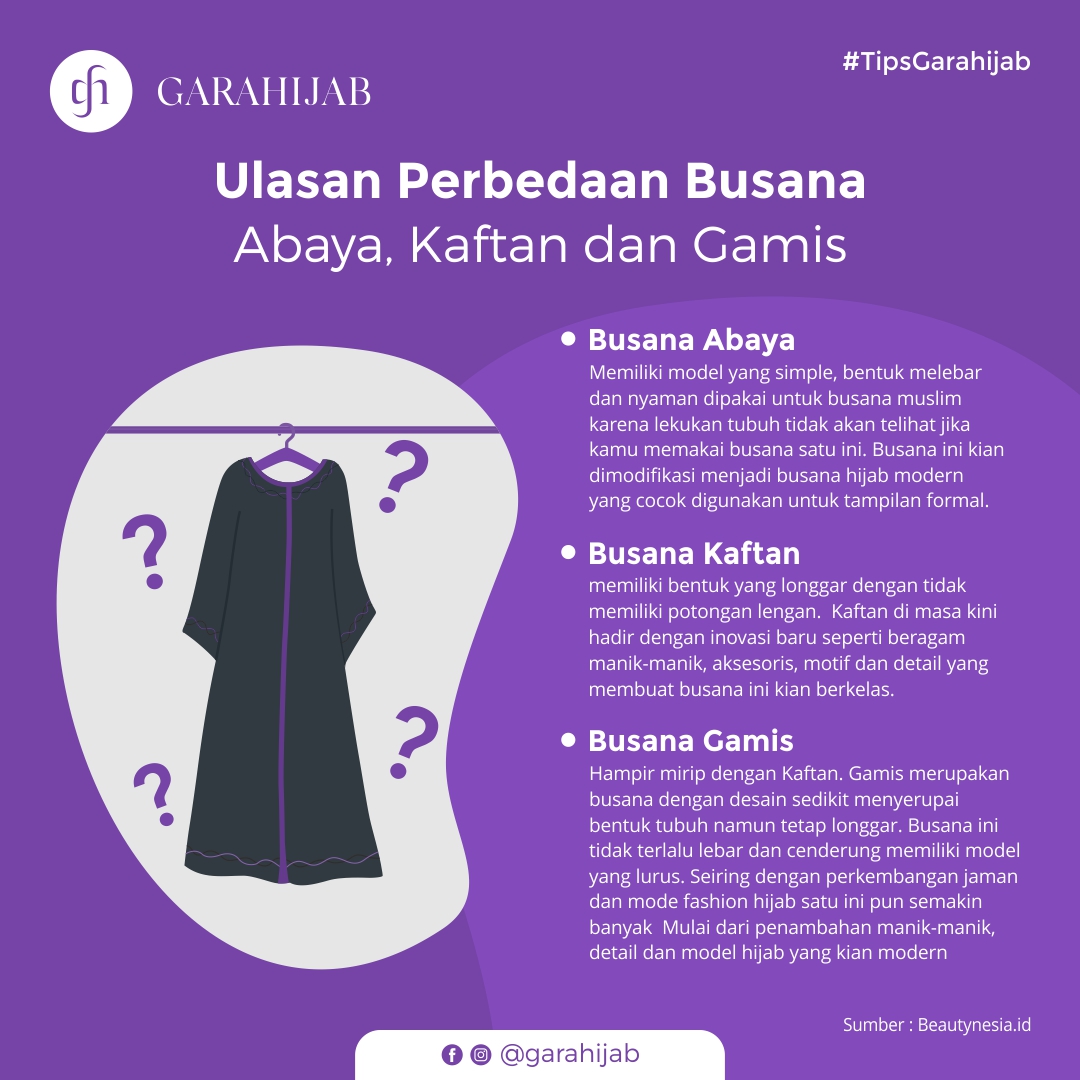 GARAHIJAB
#TipsGarahijab
Ulasan Perbedaan Busana
Abaya, Kaftan dan Gamis
Busana Abaya
Memiliki model yang simple, bentuk melebar
dan nyaman dipakai untuk busana muslim
karena lekukan tubuh tidak akan telihat jika
kamu memakai busana satu ini. Busana ini kian
dimodifikasi menjadi busana hijab modern
yang cocok digunakan untuk tampilan formal.
Busana Kaftan
memiliki bentuk yang longgar dengan tidak
memiliki potongan lengan.  Kaftan di masa kini
hadir dengan inovasi baru seperti beragam
manik-manik, aksesoris, motif dan detail yang
membuat busana ini kian berkelas.
Busana Gamis
Hampir mirip dengan Kaftan. Gamis merupakan
busana dengan desain sedikit menyerupai
bentuk tubuh namun tetap longgar. Busana ini
tidak terlalu lebar dan cenderung memiliki model
yang lurus. Seiring dengan perkembangan jaman
dan mode fashion hijab satu ini pun semakin
banyak  Mulai dari penambahan manik-manik,
detail dan model hijab yang kian modern
? ? ? ?
Sumber : Beautynesia.id
@garahijab